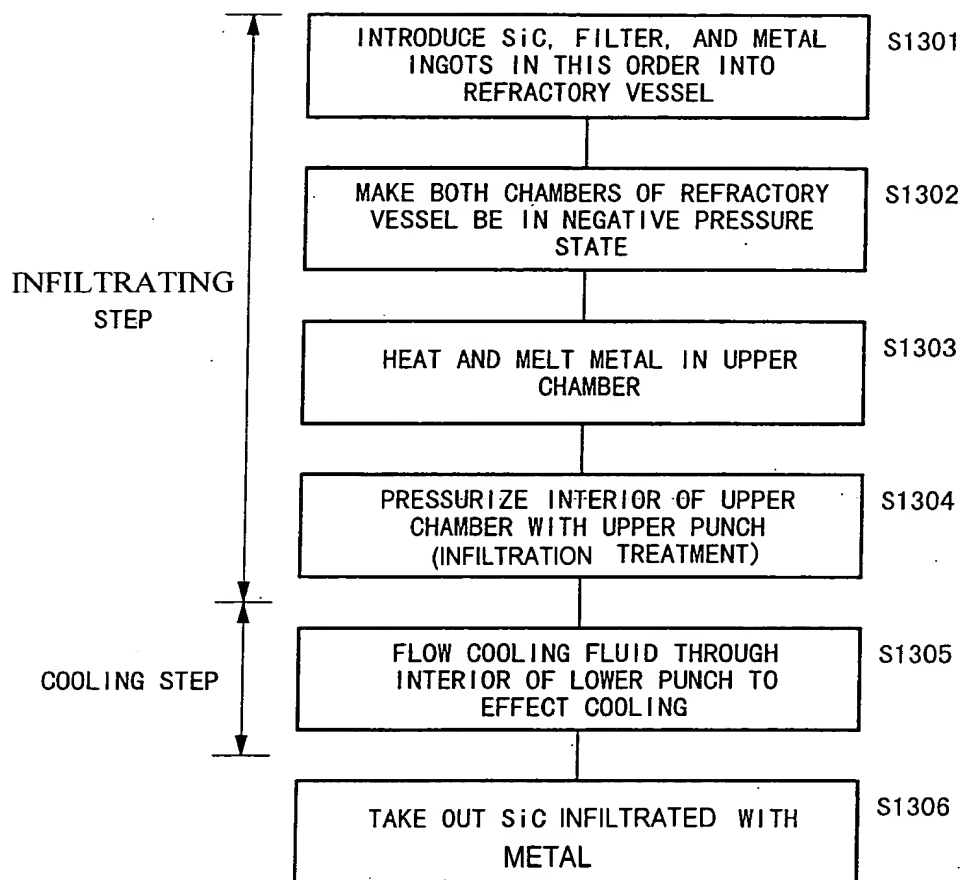 INTRODUCE SiC, FILTER, AND METAL
INGOTS IN THIS ORDER INTO
REFRACTORY VESSEL
S1301
MAKE BOTH CHAMBERS OF REFRACTORY
VESSEL BE IN NEGATIVE PRESSURE
STATE
S1302
INFILTRATING
STEP
HEAT AND MELT METAL IN UPPER
CHAMBER
S1303
PRESSURIZE INTERIOR OF UPPER
CHAMBER WITH UPPER PUNCH
(INFILTRATION TREATMENT)
S1304
COOLING STEP
FLOW COOLING FLUID THROUGH
INTERIOR OF LOWER PUNCH TO
EFFECT COOLING
S1305
TAKE OUT SiC INFILTRATED WITH
METAL
S1306